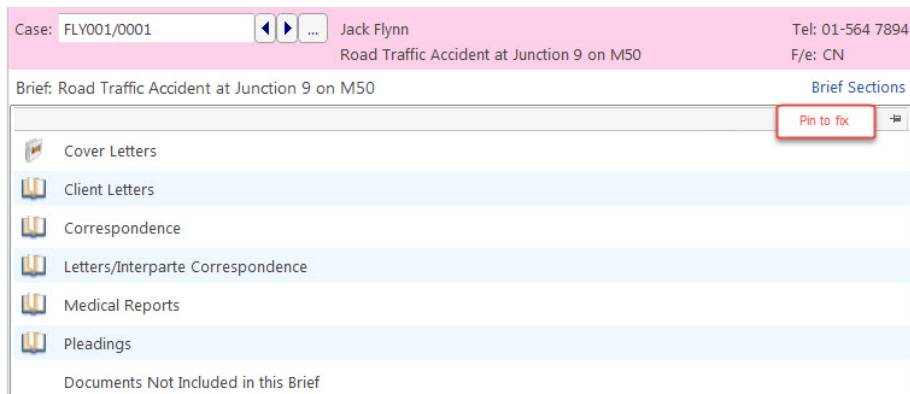 Case: FLY001/0001 ... Jack Flynn Tel: 01-564 7894
Road Traffic Accident at Junction 9 on M50 F/e: CN
Brief: Road Traffic Accident at Junction 9 on M50 Brief Sections
Pin to fix
Cover Letters
Client Letters
Correspondence
Letters/Interparte Correspondence
Medical Reports
Pleadings
Documents Not Included in this Brief